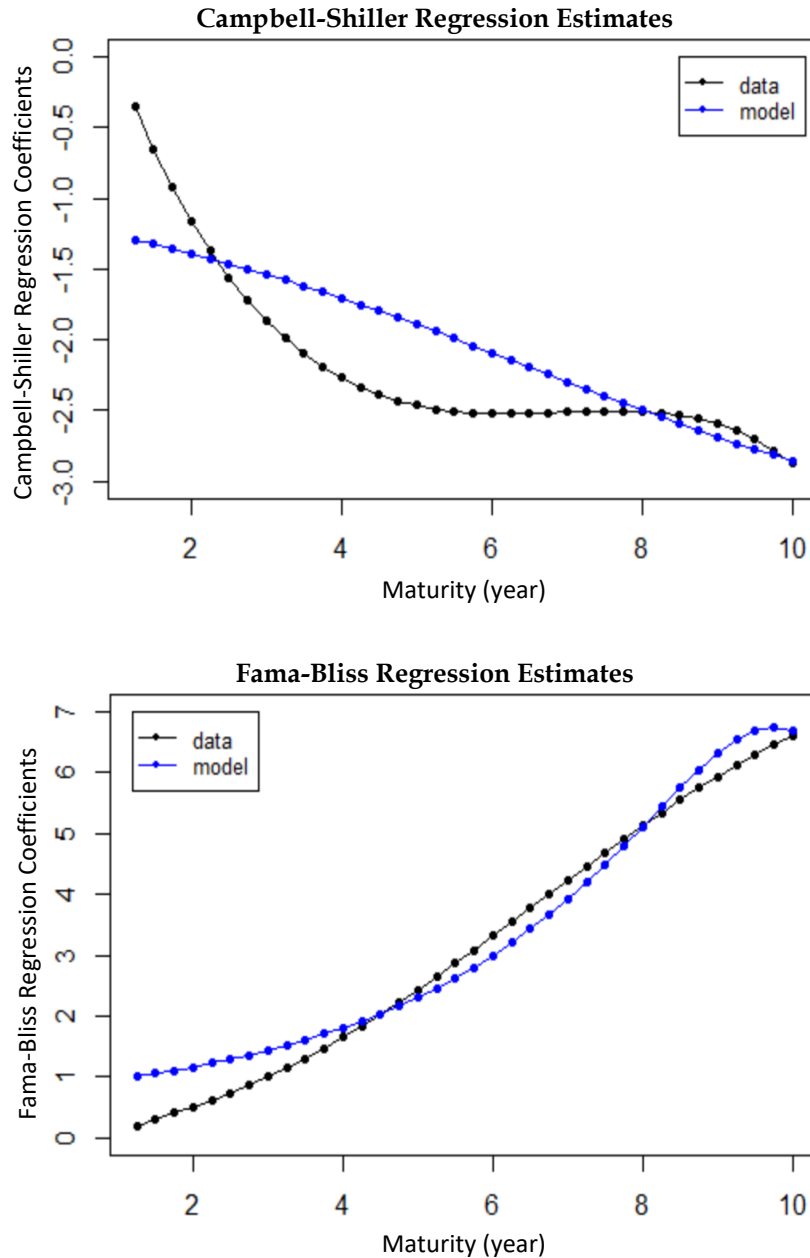 Campbell-Shiller Regression Estimates
Campbell-Shiller Regression Coefficients
0.0
-0.5
-1.0
-1.5
-2.0
-2.5
-3.0
data
model
2 4 6 8 10
Maturity (year)
Fama-Bliss Regression Estimates
Fama-Bliss Regression Coefficients
7
6
5
4
3
2
1
0
data
model
2 4 6 8 10
Maturity (year)